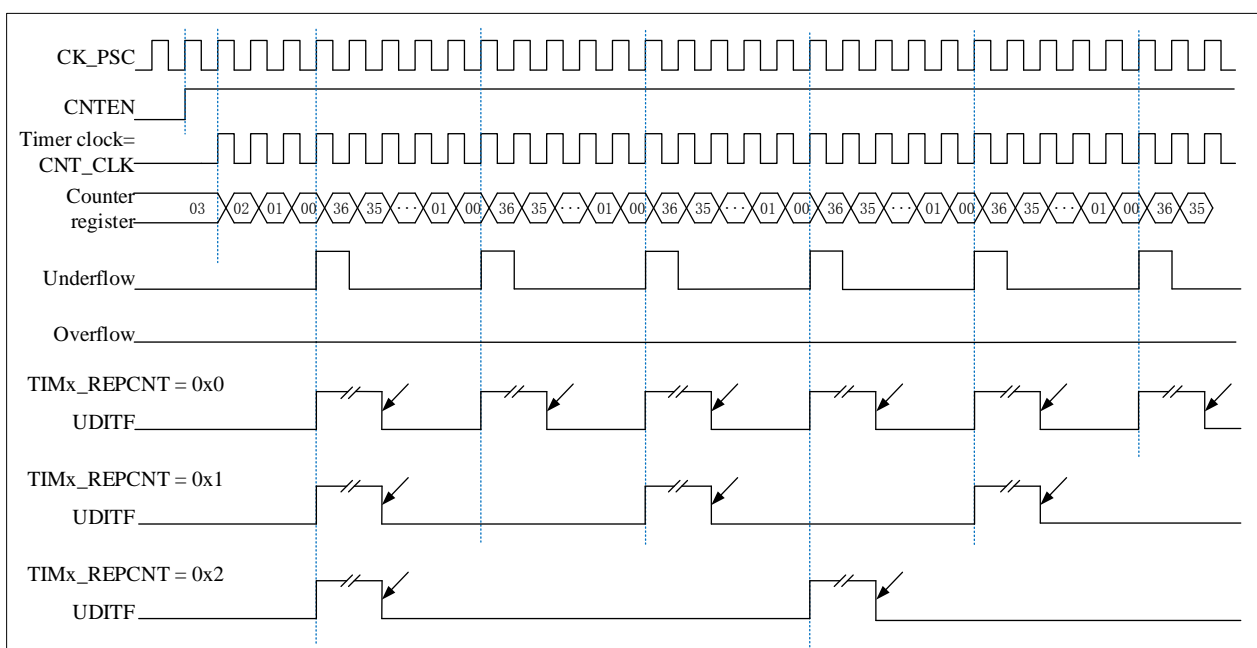 CK_PSC
CNTEN
Timer clock=
CNT_CLK
Counter
register
03 02 01 00 36 35 ··· 01 00 36 35 ··· 01 00 36 35 ··· 01 00 36 35 ··· 01 00 36 35 ··· 01 00 36 35
Underflow
Overflow
TIMx_REPCNT = 0x0
UDITF
TIMx_REPCNT = 0x1
UDITF
TIMx_REPCNT = 0x2
UDITF